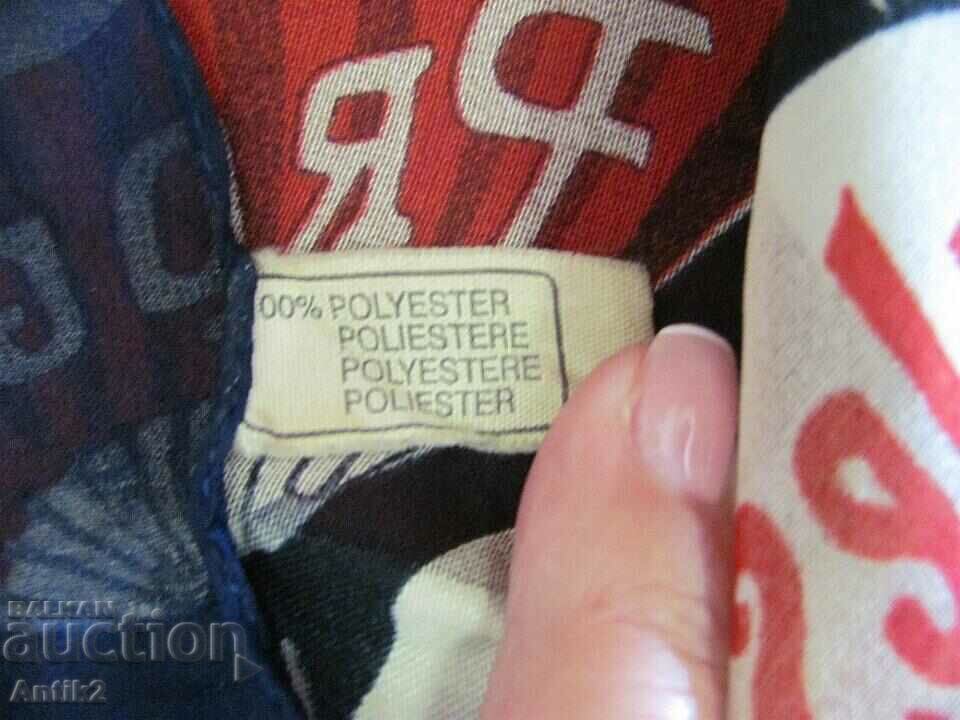 00% POLYESTER
POLIESTERE
POLYESTERE
POLIESTER
BALKAN
auction
Antik2